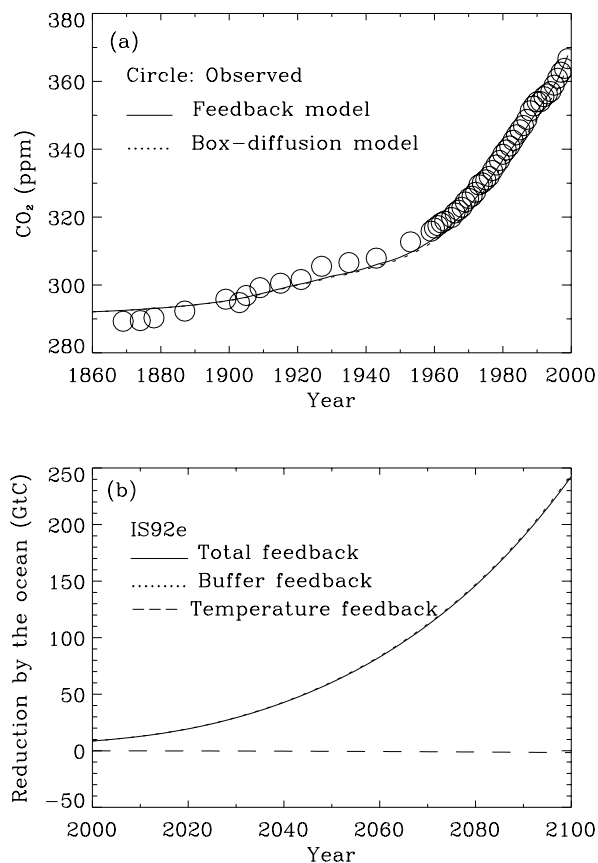 380
(a)
Circle: Observed
360
Feedback model
Box-diffusion model
340
CO₂ (ppm)
320
300
280
1860 1880 1900 1920 1940 1960 1980 2000
Year
250
(b)
200
IS92e
Total feedback
Buffer feedback
150
Temperature feedback
Reduction by the ocean (GtC)
100
50
0
-50
2000 2020 2040 2060 2080 2100
Year